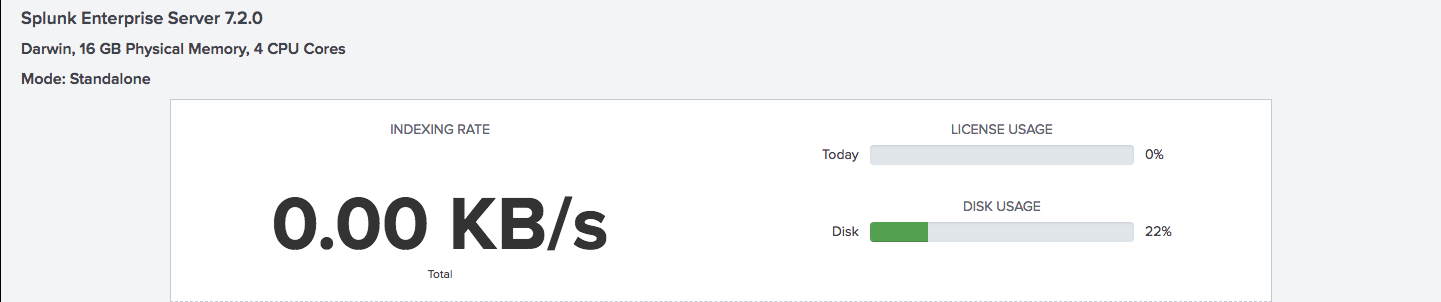 Splunk Enterprise Server 7.2.0
Darwin, 16 GB Physical Memory, 4 CPU Cores
Mode: Standalone
INDEXING RATE
0.00 KB/s
Total
LICENSE USAGE
Today 0%
DISK USAGE
Disk 22%